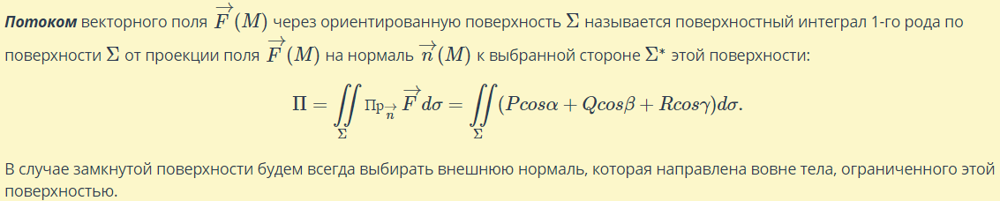 Потоком векторного поля $\overrightarrow{F}(M)$ через ориентированную поверхность Σ называется поверхностный интеграл 1-го рода по
поверхности Σ от проекции поля $\overrightarrow{F}(M)$ на нормаль $\overrightarrow{n}(M)$ к выбранной стороне Σ* этой поверхности:
$\Pi = \iint\limits_{\Sigma} \text{Пр}_{\overrightarrow{n}} \overrightarrow{F} d\sigma = \iint\limits_{\Sigma} (Pcos\alpha + Qcos\beta + Rcos\gamma)d\sigma.$
В случае замкнутой поверхности будем всегда выбирать внешнюю нормаль, которая направлена вовне тела, ограниченного этой
поверхностью.